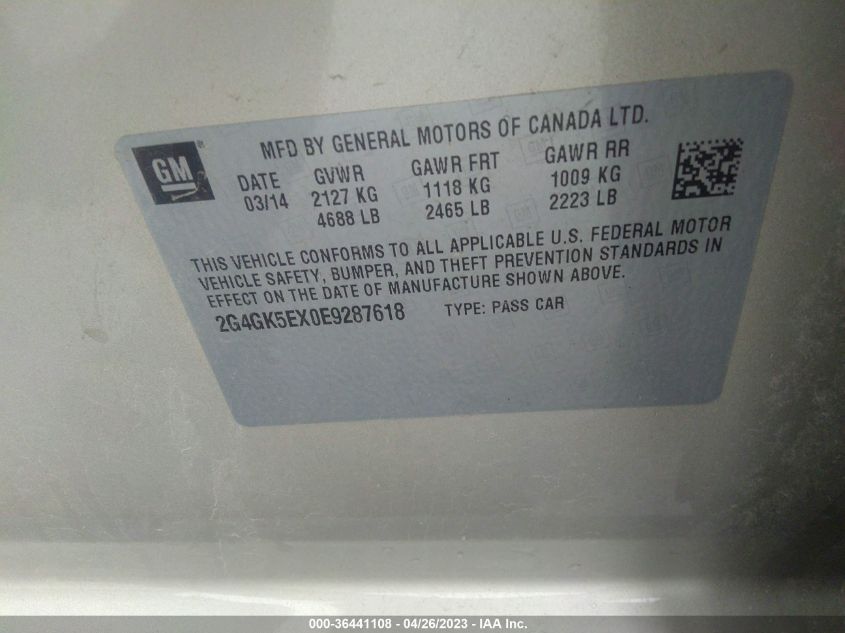 MFD BY GENERAL MOTORS OF CANADA LTD.
GM
DATE GVWR GAWR FRT GAWR RR
03/14 2127 KG 1118 KG 1009 KG
4688 LB 2465 LB 2223 LB
THIS VEHICLE CONFORMS TO ALL APPLICABLE U.S. FEDERAL MOTOR
VEHICLE SAFETY, BUMPER, AND THEFT PREVENTION STANDARDS IN
EFFECT ON THE DATE OF MANUFACTURE SHOWN ABOVE.
2G4GK5EX0E9287618 TYPE: PASS CAR
000-36441108 - 04/26/2023 - IAA Inc.